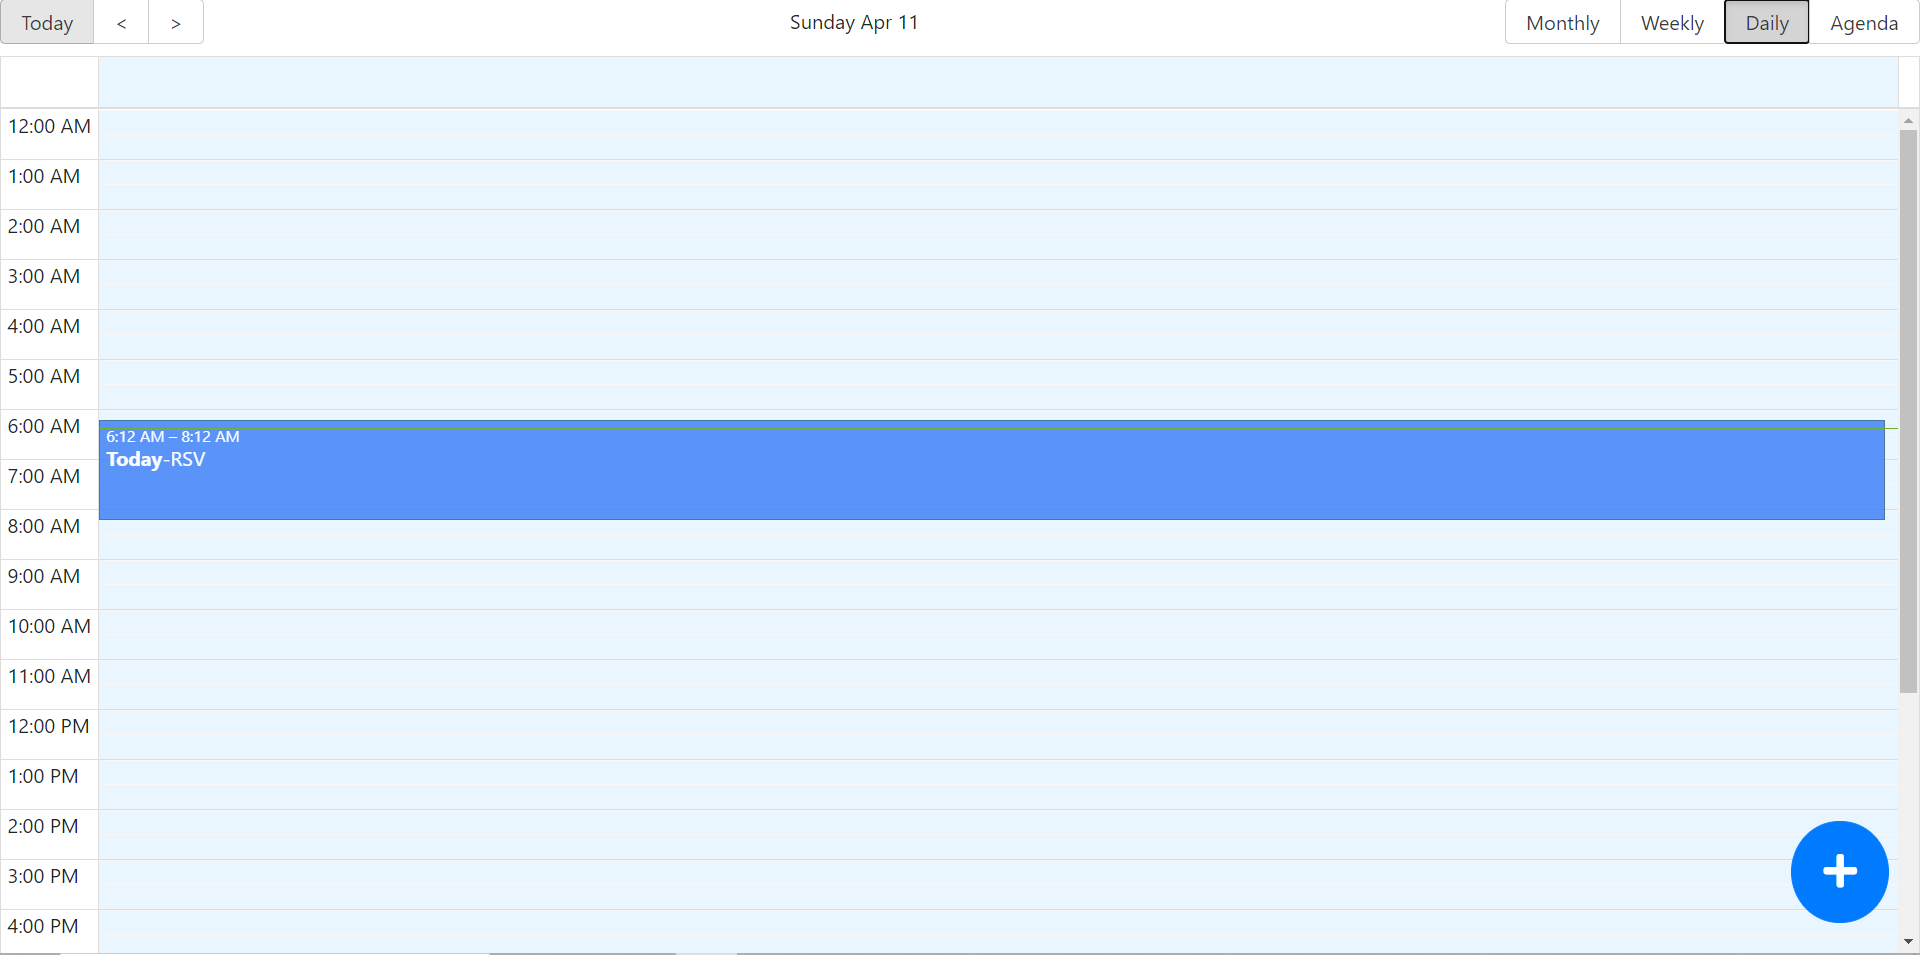 Today < > Sunday Apr 11 Monthly Weekly Daily Agenda
12:00 AM
1:00 AM
2:00 AM
3:00 AM
4:00 AM
5:00 AM
6:00 AM
6:12 AM – 8:12 AM
Today-RSV
7:00 AM
8:00 AM
9:00 AM
10:00 AM
11:00 AM
12:00 PM
1:00 PM
2:00 PM
3:00 PM
4:00 PM